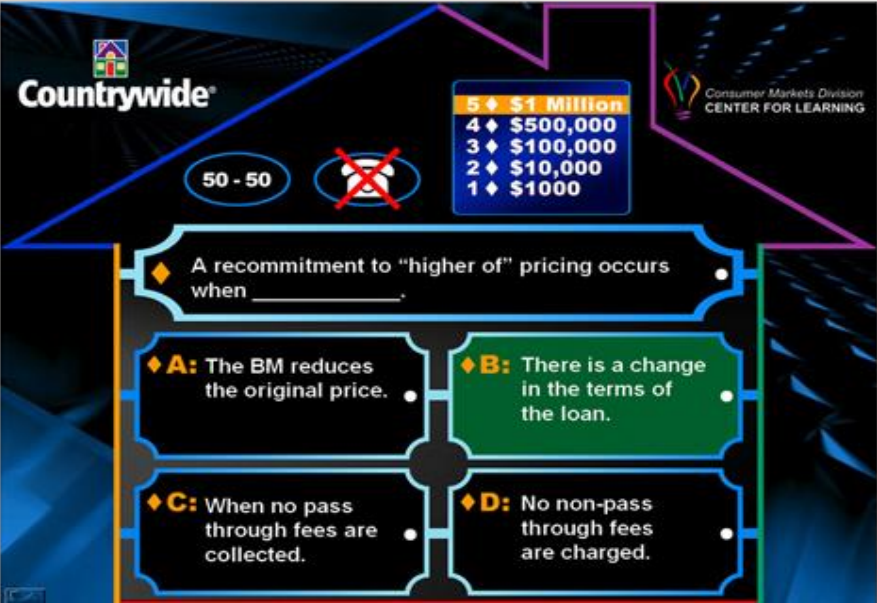 Countrywide®
Consumer Markets Division
CENTER FOR LEARNING
50 - 50
5 ♦ $1 Million
4 ♦ $500,000
3 ♦ $100,000
2 ♦ $10,000
1 ♦ $1000
A recommitment to “higher of” pricing occurs
when ____________.
A: The BM reduces
the original price.
B: There is a change
in the terms of
the loan.
C: When no pass
through fees are
collected.
D: No non-pass
through fees
are charged.